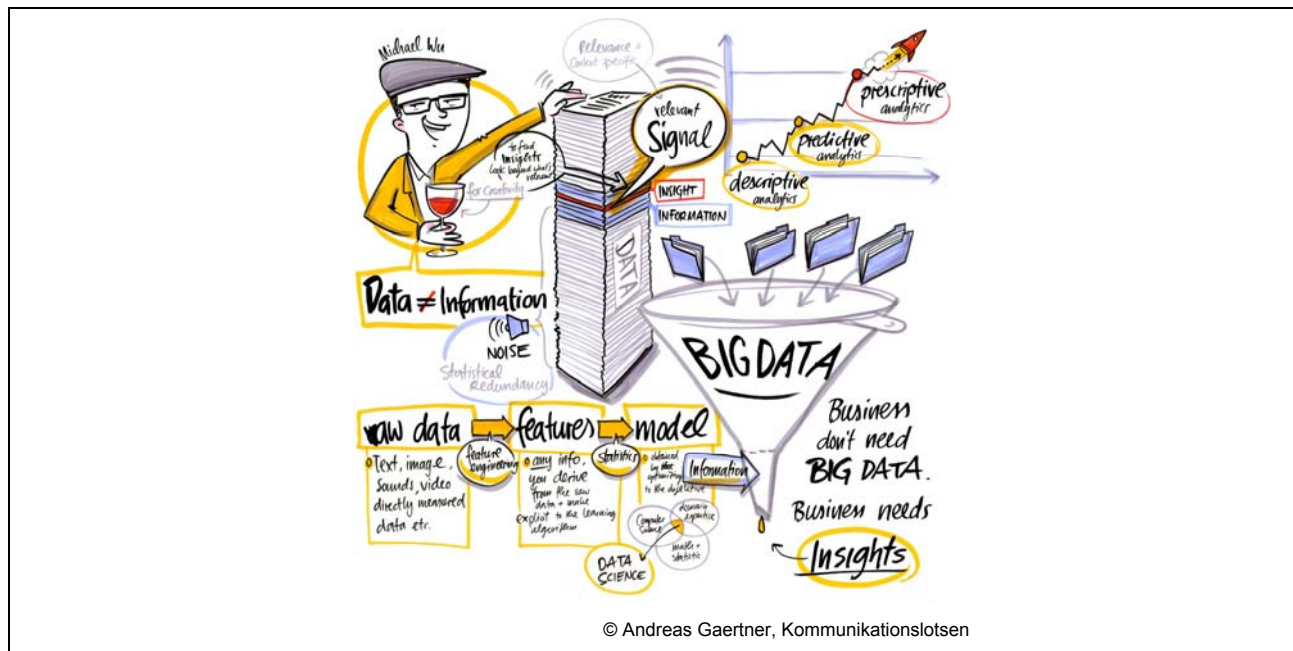 Michael Wu
Relevance =
Context specific
relevant
Signal
to find
Insights
look beyond what's
relevant
for creativity
INSIGHT
INFORMATION
DATA
prescriptive
analytics
predictive
analytics
descriptive
analytics
Data ≠ Information
NOISE
Statistical
Redundancy
BIG DATA
raw data
feature
engineering
features
statistics
model
Text, image,
sounds, video
directly measured
data etc.
any info,
you derive
from the raw
data + make
explicit to the learning
algorithm
obtained
by
optimizing
to the objective
Information
Computer
Science
domain
expertise
math +
statistic
DATA
SCIENCE
Business
don't need
BIG DATA.
Business needs
Insights
© Andreas Gaertner, Kommunikationslotsen